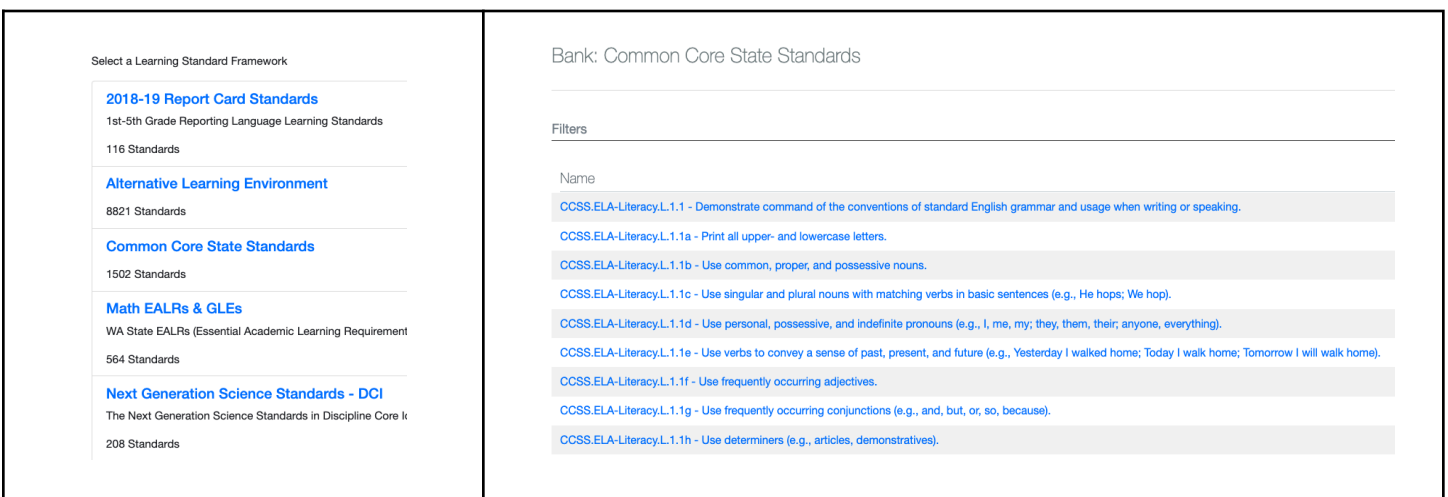 Select a Learning Standard Framework
2018-19 Report Card Standards
1st-5th Grade Reporting Language Learning Standards
116 Standards
Alternative Learning Environment
8821 Standards
Common Core State Standards
1502 Standards
Math EALRs & GLEs
WA State EALRs (Essential Academic Learning Requirement
564 Standards
Next Generation Science Standards - DCI
The Next Generation Science Standards in Discipline Core
208 Standards
Bank: Common Core State Standards
Filters
Name
CCSS.ELA-Literacy.L.1.1 - Demonstrate command of the conventions of standard English grammar and usage when writing or speaking.
CCSS.ELA-Literacy.L.1.1a - Print all upper- and lowercase letters.
CCSS.ELA-Literacy.L.1.1b - Use common, proper, and possessive nouns.
CCSS.ELA-Literacy.L.1.1c - Use singular and plural nouns with matching verbs in basic sentences (e.g., He hops; We hop).
CCSS.ELA-Literacy.L.1.1d - Use personal, possessive, and indefinite pronouns (e.g., I, me, my; they, them, their; anyone, everything).
CCSS.ELA-Literacy.L.1.1e - Use verbs to convey a sense of past, present, and future (e.g., Yesterday I walked home; Today I walk home; Tomorrow I will walk home).
CCSS.ELA-Literacy.L.1.1f - Use frequently occurring adjectives.
CCSS.ELA-Literacy.L.1.1g - Use frequently occurring conjunctions (e.g., and, but, or, so, because).
CCSS.ELA-Literacy.L.1.1h - Use determiners (e.g., articles, demonstratives).